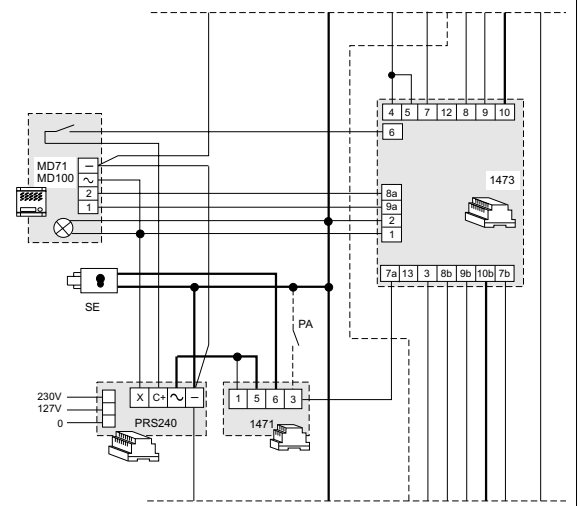 4 5 7 12 8 9 10
6
MD71
MD100
–
~
2
1
1473
8a
9a
2
1
7a 13 3 8b 9b 10b 7b
SE
PA
230V
127V
0
X C+ ~ –
PRS240
1 5 6 3
1471